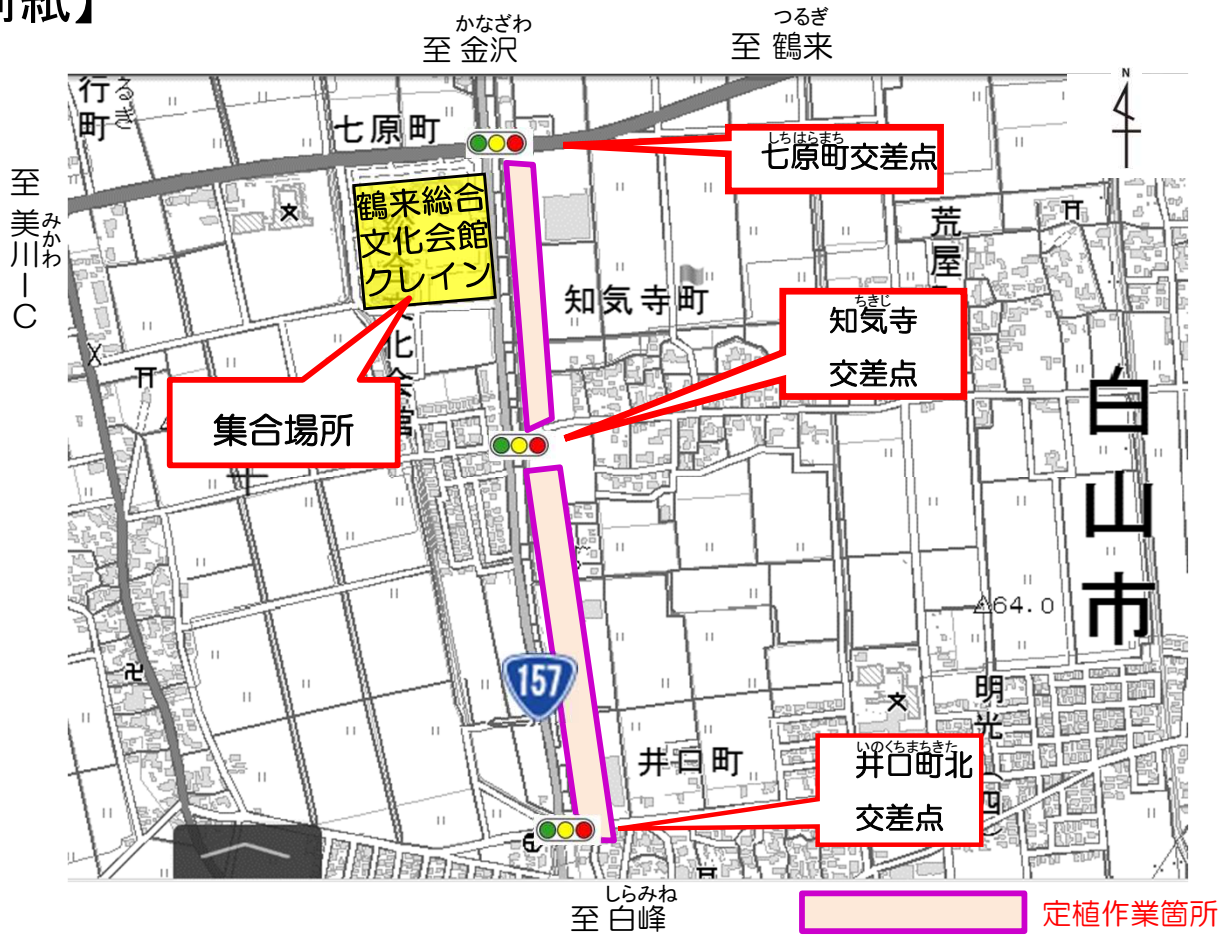 紙】
かなざわ
至 金沢
つるぎ
至 鶴来
N
行町
七原町
しちはらまち
七原町交差点
至 美川IC
みかわ
鶴来総合
文化会館
クレイン
荒屋
知気寺町
ちきじ
知気寺
交差点
化会館
集合場所
白山市
64.0
157
明光
(四)
井口町
いのくちまちきた
井口町北
交差点
しらみね
至 白峰
定植作業箇所